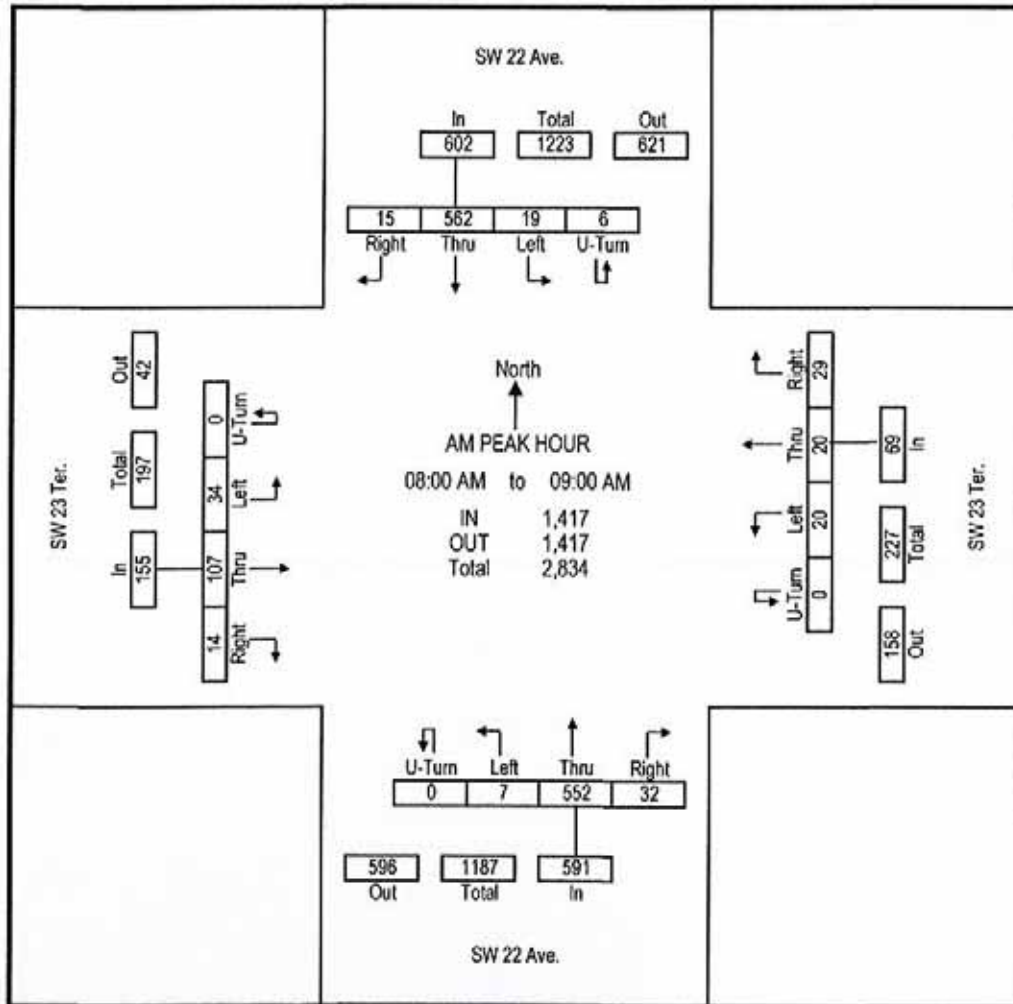 SW 22 Ave.
In Total Out
602 1223 621
15 562 19 6
Right Thru Left U-Turn
Out
42
Total
197
In
155
SW 23 Ter.
0
U-Turn
34
Left
107
Thru
14
Right
North
AM PEAK HOUR
08:00 AM to 09:00 AM
IN 1,417
OUT 1,417
Total 2,834
Right
29
Thru
20
Left
20
U-Turn
0
69
In
227
Total
158
Out
SW 23 Ter.
U-Turn Left Thru Right
0 7 552 32
596 1187 591
Out Total In
SW 22 Ave.